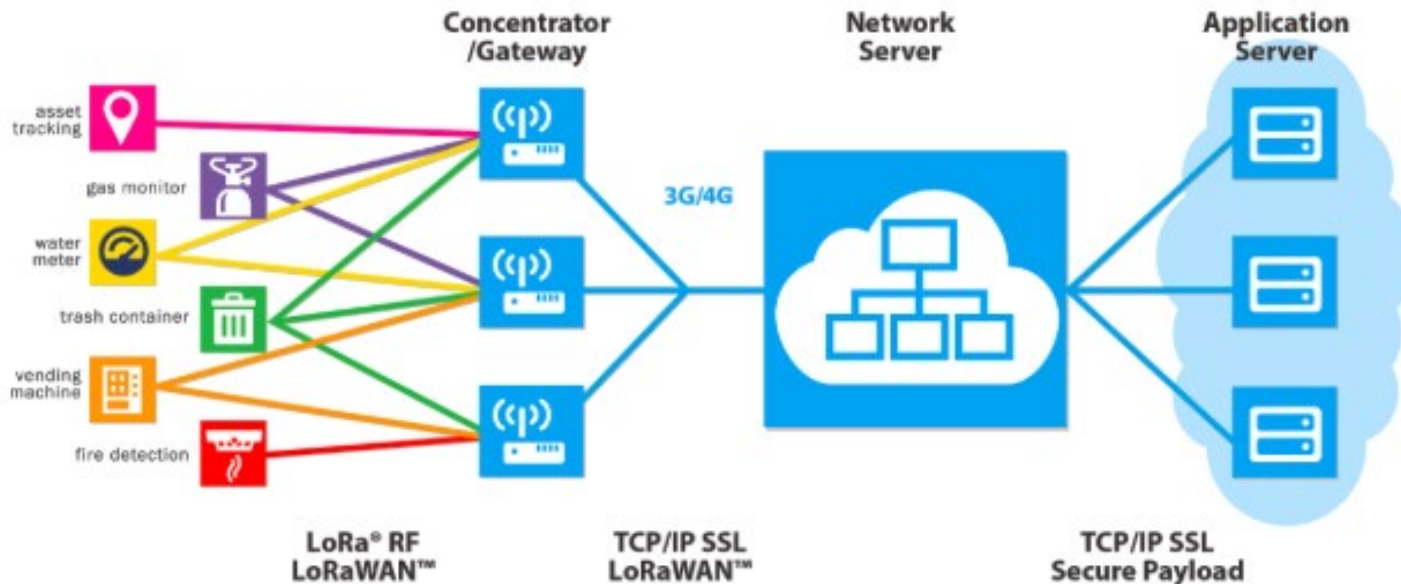 Concentrator
/Gateway
Network
Server
Application
Server
asset
tracking
gas monitor
water
meter
trash container
vending
machine
fire detection
3G/4G
LoRa® RF
LoRaWAN™
TCP/IP SSL
LoRaWAN™
TCP/IP SSL
Secure Payload